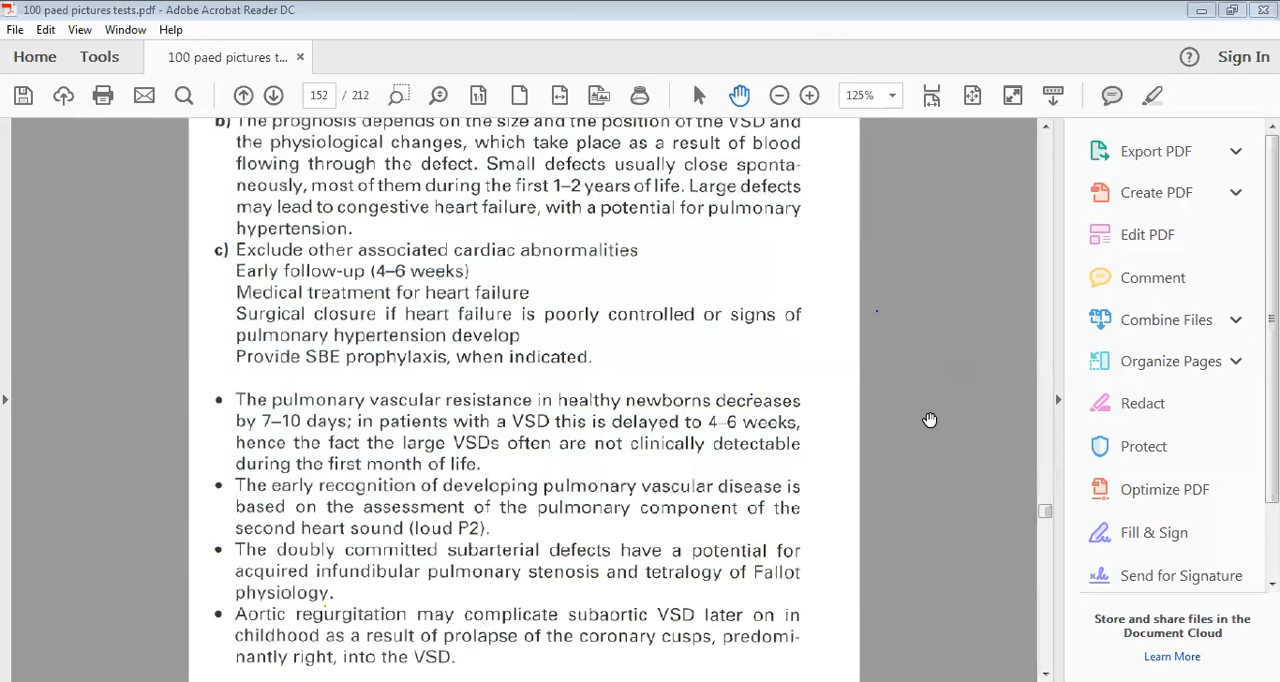 100 paed pictures tests.pdf - Adobe Acrobat Reader DC
File Edit View Window Help
Home Tools 100 paed pictures t... × Sign In
152 / 212 125%
b) The prognosis depends on the size and the position of the VSD and
the physiological changes, which take place as a result of blood
flowing through the defect. Small defects usually close sponta-
neously, most of them during the first 1–2 years of life. Large defects
may lead to congestive heart failure, with a potential for pulmonary
hypertension.
c) Exclude other associated cardiac abnormalities
Early follow-up (4–6 weeks)
Medical treatment for heart failure
Surgical closure if heart failure is poorly controlled or signs of
pulmonary hypertension develop
Provide SBE prophylaxis, when indicated.
• The pulmonary vascular resistance in healthy newborns decreases
by 7–10 days; in patients with a VSD this is delayed to 4–6 weeks,
hence the fact the large VSDs often are not clinically detectable
during the first month of life.
• The early recognition of developing pulmonary vascular disease is
based on the assessment of the pulmonary component of the
second heart sound (loud P2).
• The doubly committed subarterial defects have a potential for
acquired infundibular pulmonary stenosis and tetralogy of Fallot
physiology.
• Aortic regurgitation may complicate subaortic VSD later on in
childhood as a result of prolapse of the coronary cusps, predomi-
nantly right, into the VSD.
Export PDF
Create PDF
Edit PDF
Comment
Combine Files
Organize Pages
Redact
Protect
Optimize PDF
Fill & Sign
Send for Signature
Store and share files in the
Document Cloud
Learn More